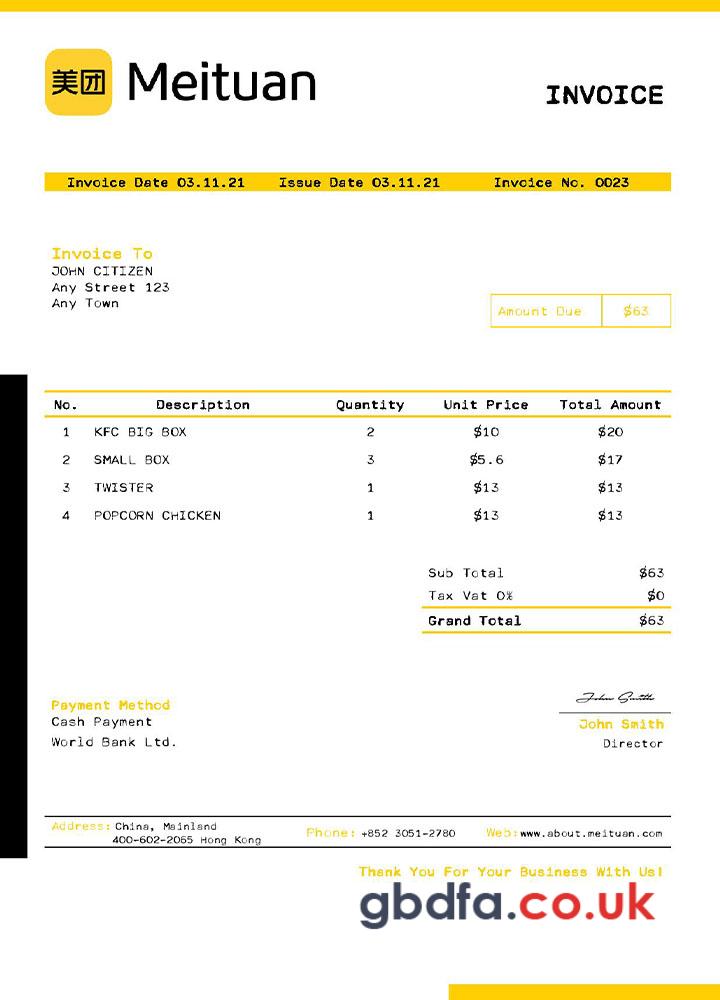 美团 Meituan
INVOICE
Invoice Date 03.11.21 Issue Date 03.11.21 Invoice No. 0023
Invoice To
JOHN CITIZEN
Any Street 123
Any Town
Amount Due $63
No. Description Quantity Unit Price Total Amount
1 KFC BIG BOX 2 $10 $20
2 SMALL BOX 3 $5.6 $17
3 TWISTER 1 $13 $13
4 POPCORN CHICKEN 1 $13 $13
Sub Total $63
Tax Vat 0% $0
Grand Total $63
Payment Method
Cash Payment
World Bank Ltd.
John Smith
John Smith
Director
Address: China, Mainland
400-602-2065 Hong Kong
Phone: +852 3051-2780
Web: www.about.meituan.com
Thank You For Your Business With Us!
gbdfa.co.uk